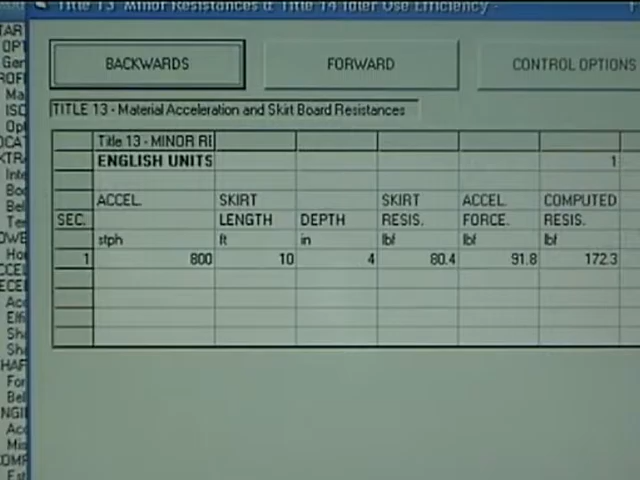 Title 13 Minor Resistances & Title 14 Idler Use Efficiency -
BACKWARDS
FORWARD
CONTROL OPTIONS
TITLE 13 - Material Acceleration and Skirt Board Resistances
Title 13 - MINOR RE
ENGLISH UNITS 1
ACCEL. SKIRT SKIRT ACCEL. COMPUTED
SEC. LENGTH DEPTH RESIS. FORCE. RESIS.
stph ft in lbf lbf lbf
1 800 10 4 80.4 91.8 172.3